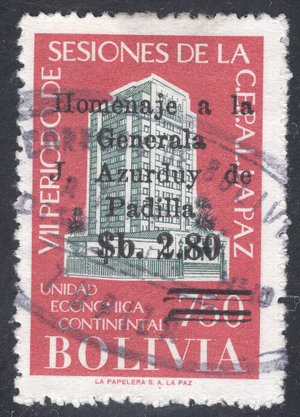 VII PERIODO DE SESIONES DE LA CEPAL LA PAZ
Homenaje a la
Generala
J. Azurduy de
Padilla
$b. 2.80
UNIDAD
ECONOMICA
CONTINENTAL
750
BOLIVIA
LA PAPELERA S. A. LA PAZ